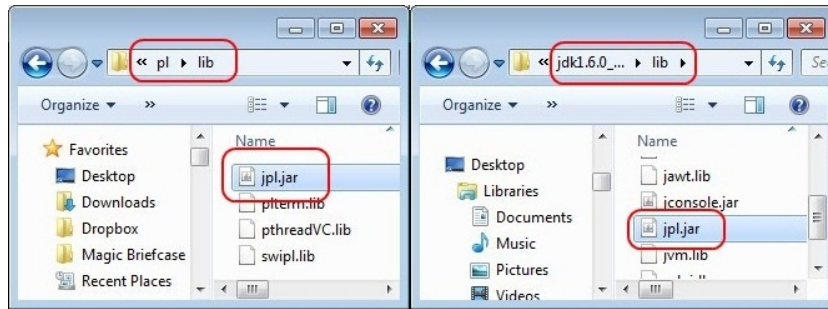 « pl ▸ lib
Organize ▾ »
Favorites
Desktop
Downloads
Dropbox
Magic Briefcase
Recent Places
Name
jpl.jar
plterm.lib
pthreadVC.lib
swipl.lib
« jdk1.6.0_... ▸ lib ▸
Se
Organize ▾ »
Desktop
Libraries
Documents
Music
Pictures
Videos
Name
jawt.lib
jconsole.jar
jpl.jar
jvm.lib